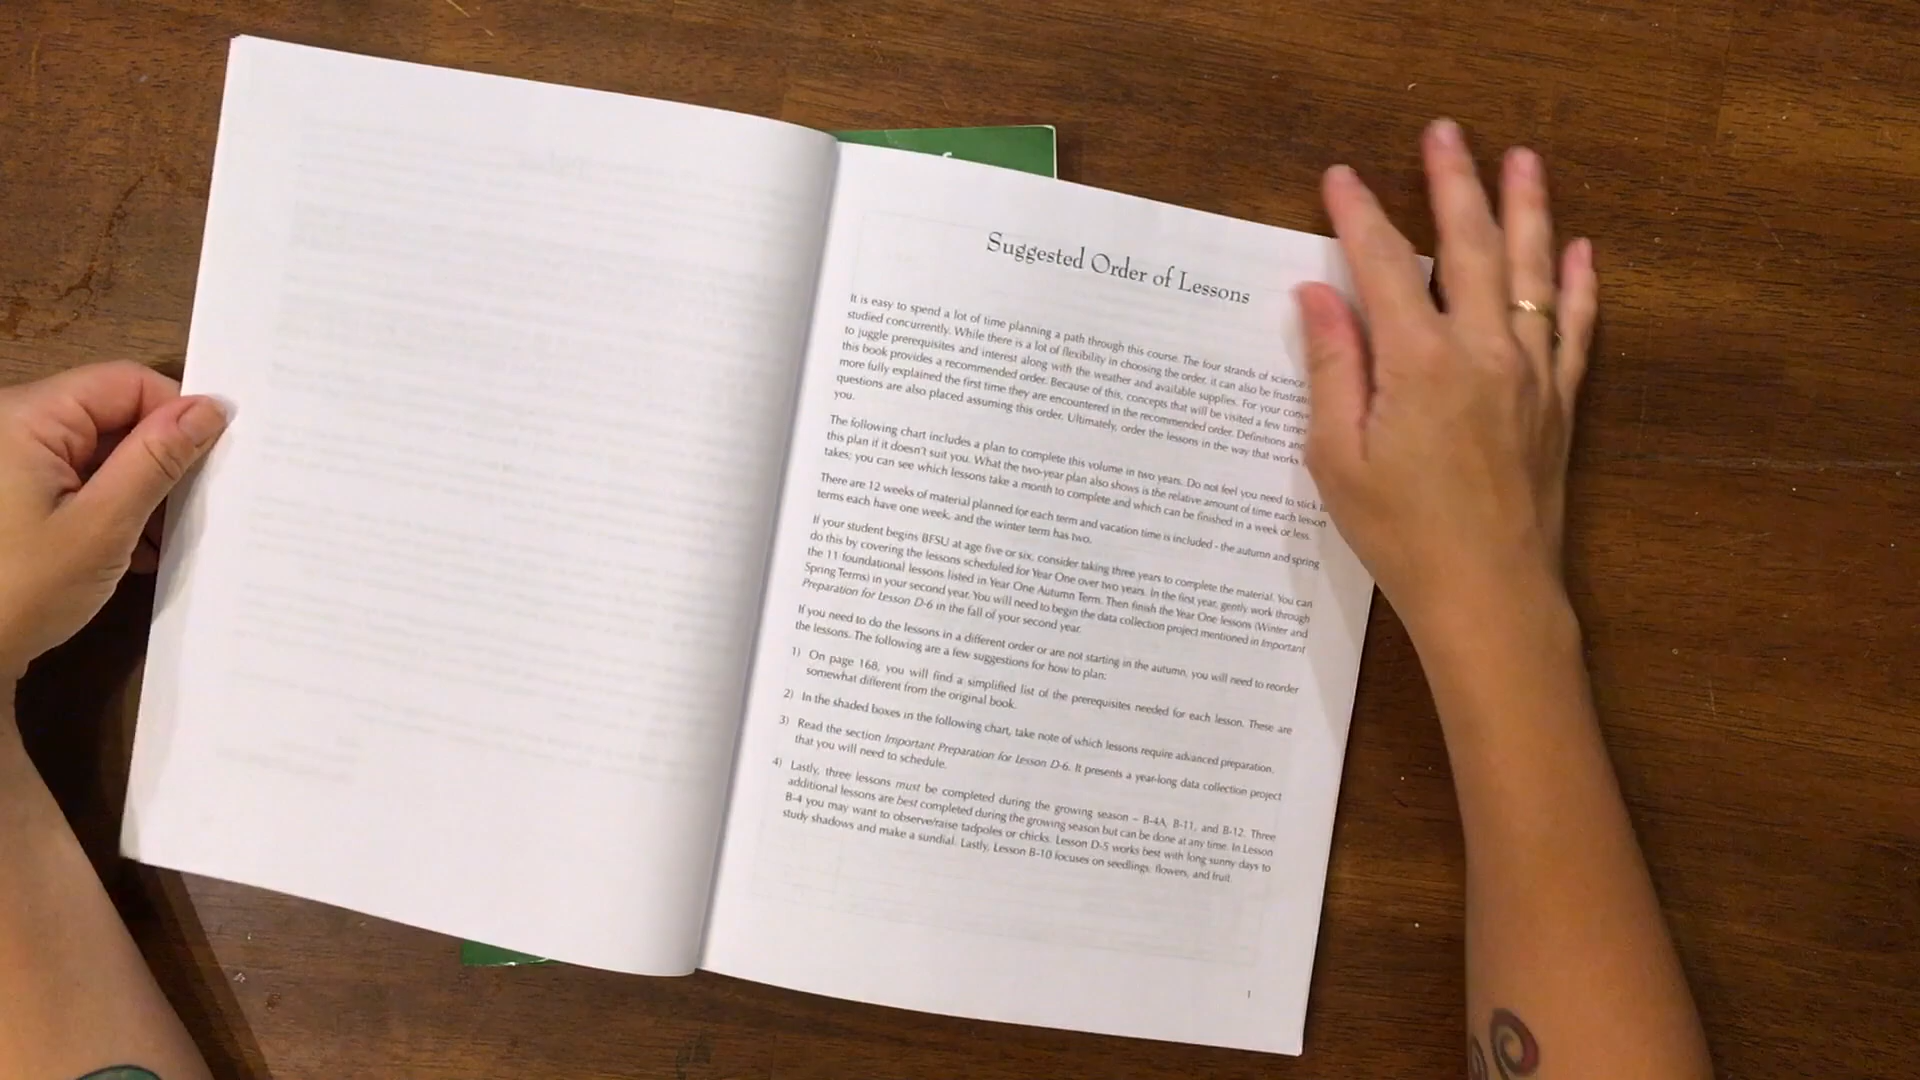 Suggested Order of Lessons
It is easy to spend a lot of time planning a path through this course. The four strands of science
studied concurrently. While there is a lot of flexibility in choosing the order, it can also be
to juggle prerequisites and interest along with the weather and available supplies. For your
this book provides a recommended order. Because of this, concepts that will be visited a few times
more fully explained the first time they are encountered in the recommended order. Definitions
questions are also placed assuming this order. Ultimately, order the lessons in the way that works
you.
The following chart includes a plan to complete this volume in two years. Do not feel you need to stick
this plan if it doesn't suit you. What the two-year plan also shows is the relative amount of time each lesson
takes; you can see which lessons take a month to complete and which can be finished in a week or less.
There are 12 weeks of material planned for each term and vacation time is included - the autumn and spring
terms each have one week, and the winter term has two.
If your student begins BFSU at age five or six, consider taking three years to complete the material. You can
do this by covering the lessons scheduled for Year One over two years. In the first year, gently work through
the 11 foundational lessons listed in Year One Autumn Term. Then finish the Year One lessons (Winter and
Spring Terms) in your second year. You will need to begin the data collection project mentioned in Important
Preparation for Lesson D-6 in the fall of your second year.
If you need to do the lessons in a different order or are not starting in the autumn, you will need to reorder
the lessons. The following are a few suggestions for how to plan:
1) On page 168, you will find a simplified list of the prerequisites needed for each lesson. These are
somewhat different from the original book.
2) In the shaded boxes in the following chart, take note of which lessons require advanced preparation.
3) Read the section Important Preparation for Lesson D-6. It presents a year-long data collection project
that you will need to schedule.
4) Lastly, three lessons must be completed during the growing season – B-4A, B-11, and B-12. Three
additional lessons are best completed during the growing season but can be done at any time. In Lesson
B-4 you may want to observe/raise tadpoles or chicks. Lesson D-5 works best with long sunny days to
study shadows and make a sundial. Lastly, Lesson B-10 focuses on seedlings, flowers, and fruit.
1